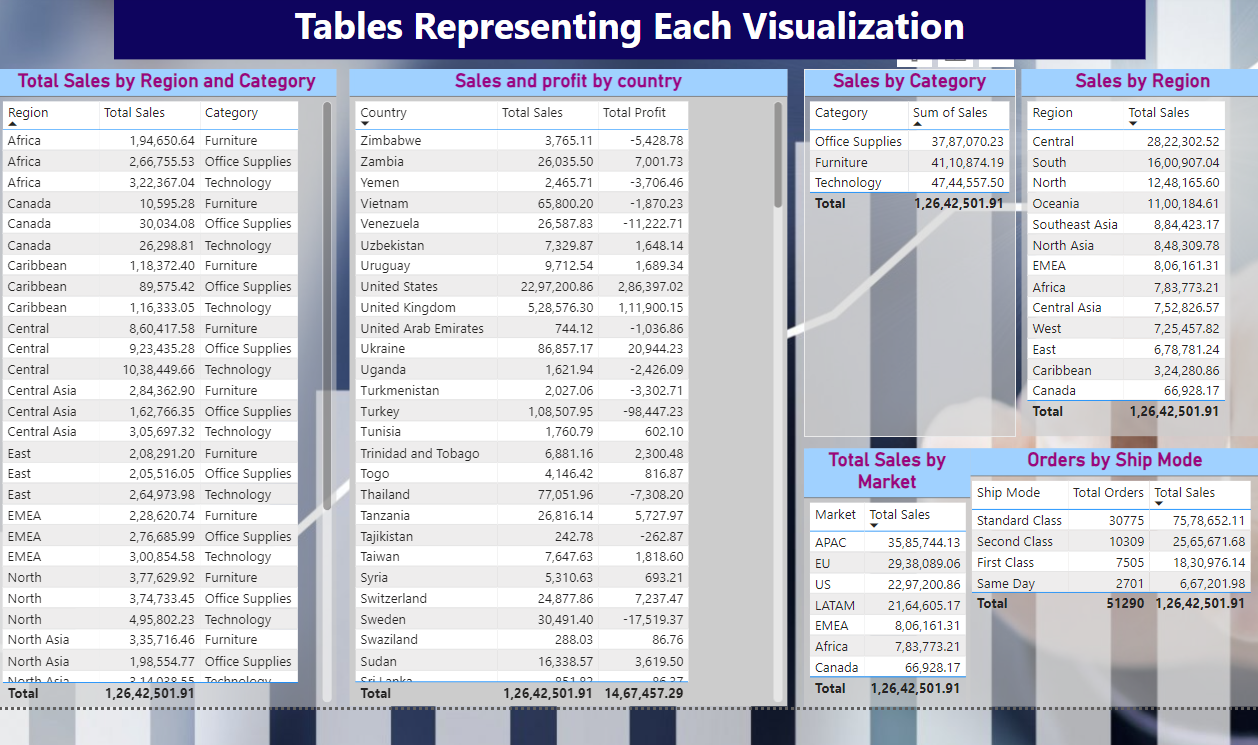 Tables Representing Each Visualization
Total Sales by Region and Category
Region Total Sales Category
Africa 1,94,650.64 Furniture
Africa 2,66,755.53 Office Supplies
Africa 3,22,367.04 Technology
Canada 10,595.28 Furniture
Canada 30,034.08 Office Supplies
Canada 26,298.81 Technology
Caribbean 1,18,372.40 Furniture
Caribbean 89,575.42 Office Supplies
Caribbean 1,16,333.05 Technology
Central 8,60,417.58 Furniture
Central 9,23,435.28 Office Supplies
Central 10,38,449.66 Technology
Central Asia 2,84,362.90 Furniture
Central Asia 1,62,766.35 Office Supplies
Central Asia 3,05,697.32 Technology
East 2,08,291.20 Furniture
East 2,05,516.05 Office Supplies
East 2,64,973.98 Technology
EMEA 2,28,620.74 Furniture
EMEA 2,76,685.99 Office Supplies
EMEA 3,00,854.58 Technology
North 3,77,629.92 Furniture
North 3,74,733.45 Office Supplies
North 4,95,802.23 Technology
North Asia 3,35,716.46 Furniture
North Asia 1,98,554.77 Office Supplies
North Asia 3,14,038.55 Technology
Total 1,26,42,501.91
Sales and profit by country
Country Total Sales Total Profit
Zimbabwe 3,765.11 -5,428.78
Zambia 26,035.50 7,001.73
Yemen 2,465.71 -3,706.46
Vietnam 65,800.20 -1,870.23
Venezuela 26,587.83 -11,222.71
Uzbekistan 7,329.87 1,648.14
Uruguay 9,712.54 1,689.34
United States 22,97,200.86 2,86,397.02
United Kingdom 5,28,576.30 1,11,900.15
United Arab Emirates 744.12 -1,036.86
Ukraine 86,857.17 20,944.23
Uganda 1,621.94 -2,426.09
Turkmenistan 2,027.06 -3,302.71
Turkey 1,08,507.95 -98,447.23
Tunisia 1,760.79 602.10
Trinidad and Tobago 6,881.16 2,300.48
Togo 4,146.42 816.87
Thailand 77,051.96 -7,308.20
Tanzania 26,816.14 5,727.97
Tajikistan 242.78 -262.87
Taiwan 7,647.63 1,818.60
Syria 5,310.63 693.21
Switzerland 24,877.86 7,237.47
Sweden 30,491.40 -17,519.37
Swaziland 288.03 86.76
Sudan 16,338.57 3,619.50
Sri Lanka
Total 1,26,42,501.91 14,67,457.29
Sales by Category
Category Sum of Sales
Office Supplies 37,87,070.23
Furniture 41,10,874.19
Technology 47,44,557.50
Total 1,26,42,501.91
Sales by Region
Region Total Sales
Central 28,22,302.52
South 16,00,907.04
North 12,48,165.60
Oceania 11,00,184.61
Southeast Asia 8,84,423.17
North Asia 8,48,309.78
EMEA 8,06,161.31
Africa 7,83,773.21
Central Asia 7,52,826.57
West 7,25,457.82
East 6,78,781.24
Caribbean 3,24,280.86
Canada 66,928.17
Total 1,26,42,501.91
Total Sales by
Market
Market Total Sales
APAC 35,85,744.13
EU 29,38,089.06
US 22,97,200.86
LATAM 21,64,605.17
EMEA 8,06,161.31
Africa 7,83,773.21
Canada 66,928.17
Total 1,26,42,501.91
Orders by Ship Mode
Ship Mode Total Orders Total Sales
Standard Class 30775 75,78,652.11
Second Class 10309 25,65,671.68
First Class 7505 18,30,976.14
Same Day 2701 6,67,201.98
Total 51290 1,26,42,501.91